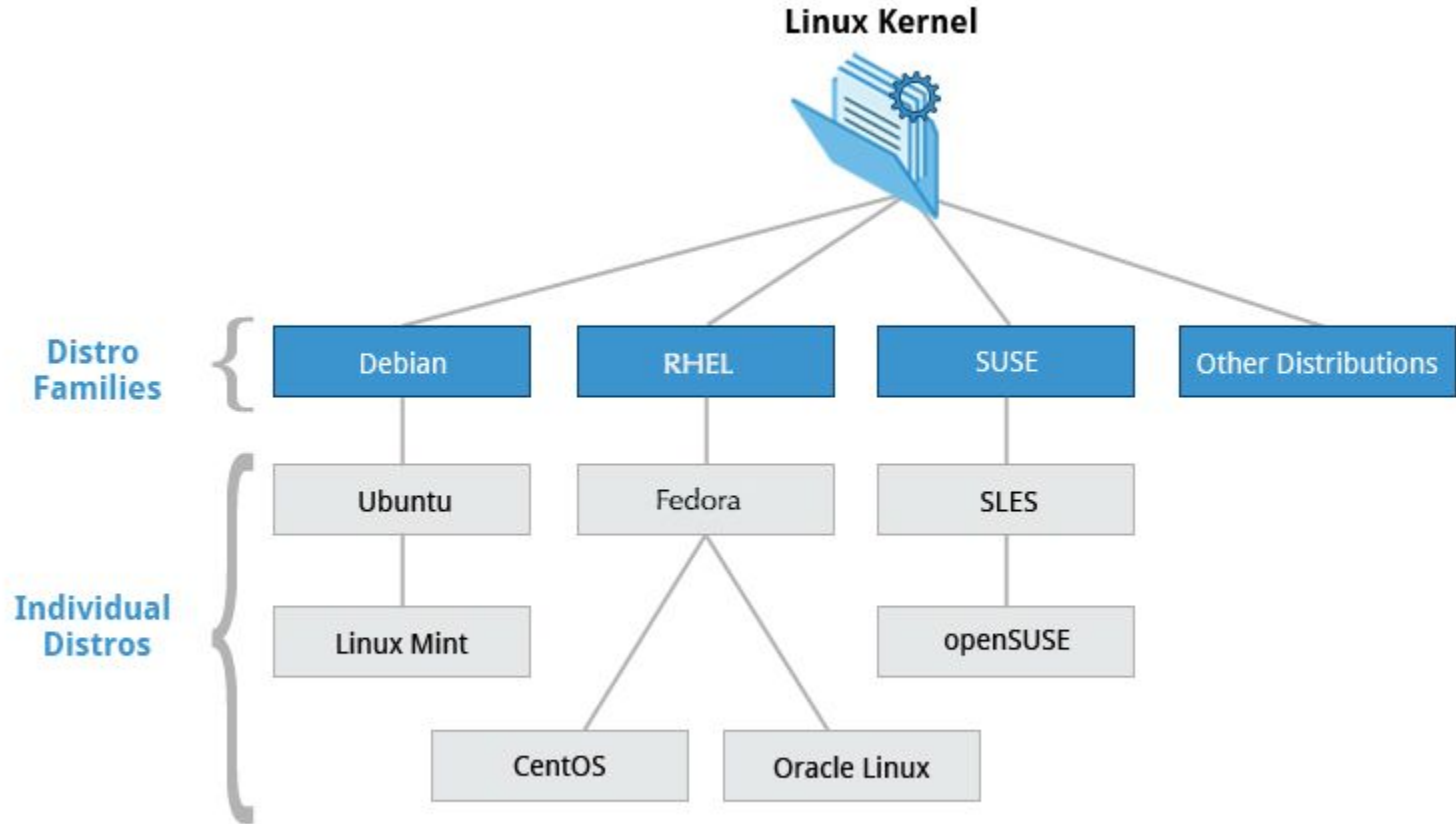 Linux Kernel
Distro
Families
Debian
RHEL
SUSE
Other Distributions
Individual
Distros
Ubuntu
Fedora
SLES
Linux Mint
openSUSE
CentOS
Oracle Linux